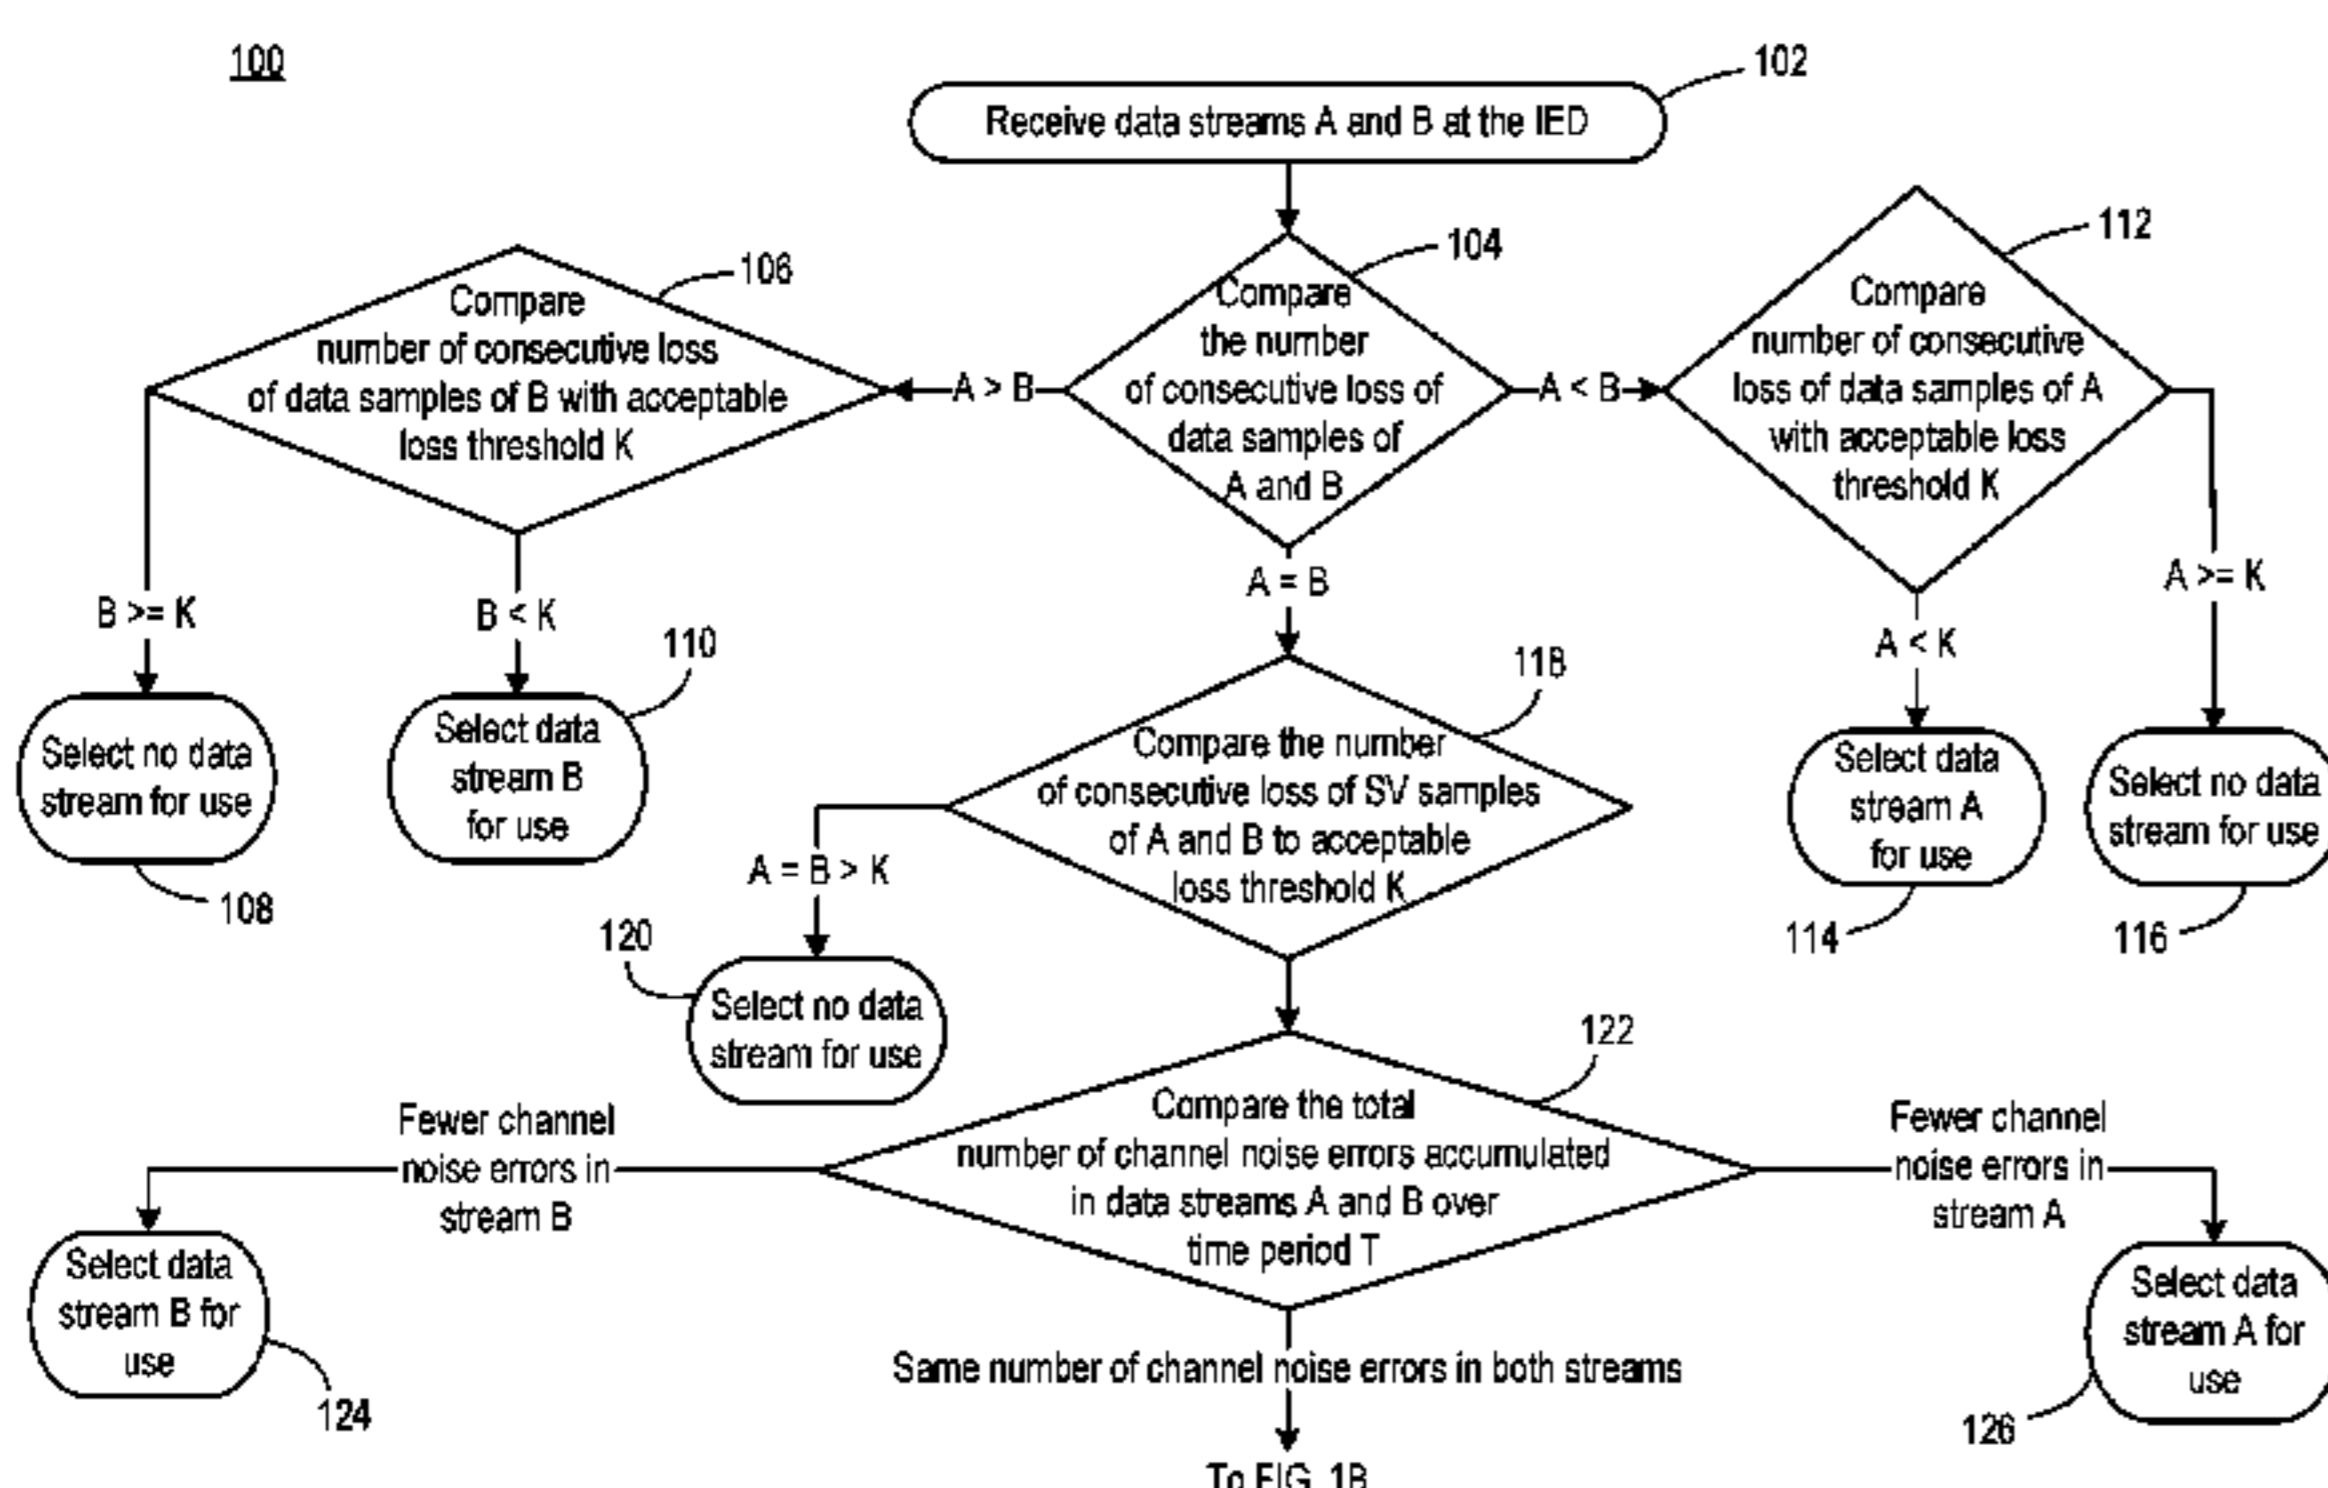 100
102
Receive data streams A and B at the IED
104
Compare
the number
of consecutive loss of
data samples of
A and B
106
Compare
number of consecutive loss
of data samples of B with acceptable
loss threshold K
A > B
A < B
112
Compare
number of consecutive
loss of data samples of A
with acceptable loss
threshold K
B >= K
B < K
A = B
A < K
A >= K
Select no data
stream for use
108
110
Select data
stream B
for use
118
Compare the number
of consecutive loss of SV samples
of A and B to acceptable
loss threshold K
Select data
stream A
for use
114
Select no data
stream for use
116
A = B > K
120
Select no data
stream for use
122
Compare the total
number of channel noise errors accumulated
in data streams A and B over
time period T
Fewer channel
noise errors in
stream B
Fewer channel
noise errors in
stream A
Select data
stream B for
use
124
Same number of channel noise errors in both streams
Select data
stream A for
use
126
To FIG. 1B